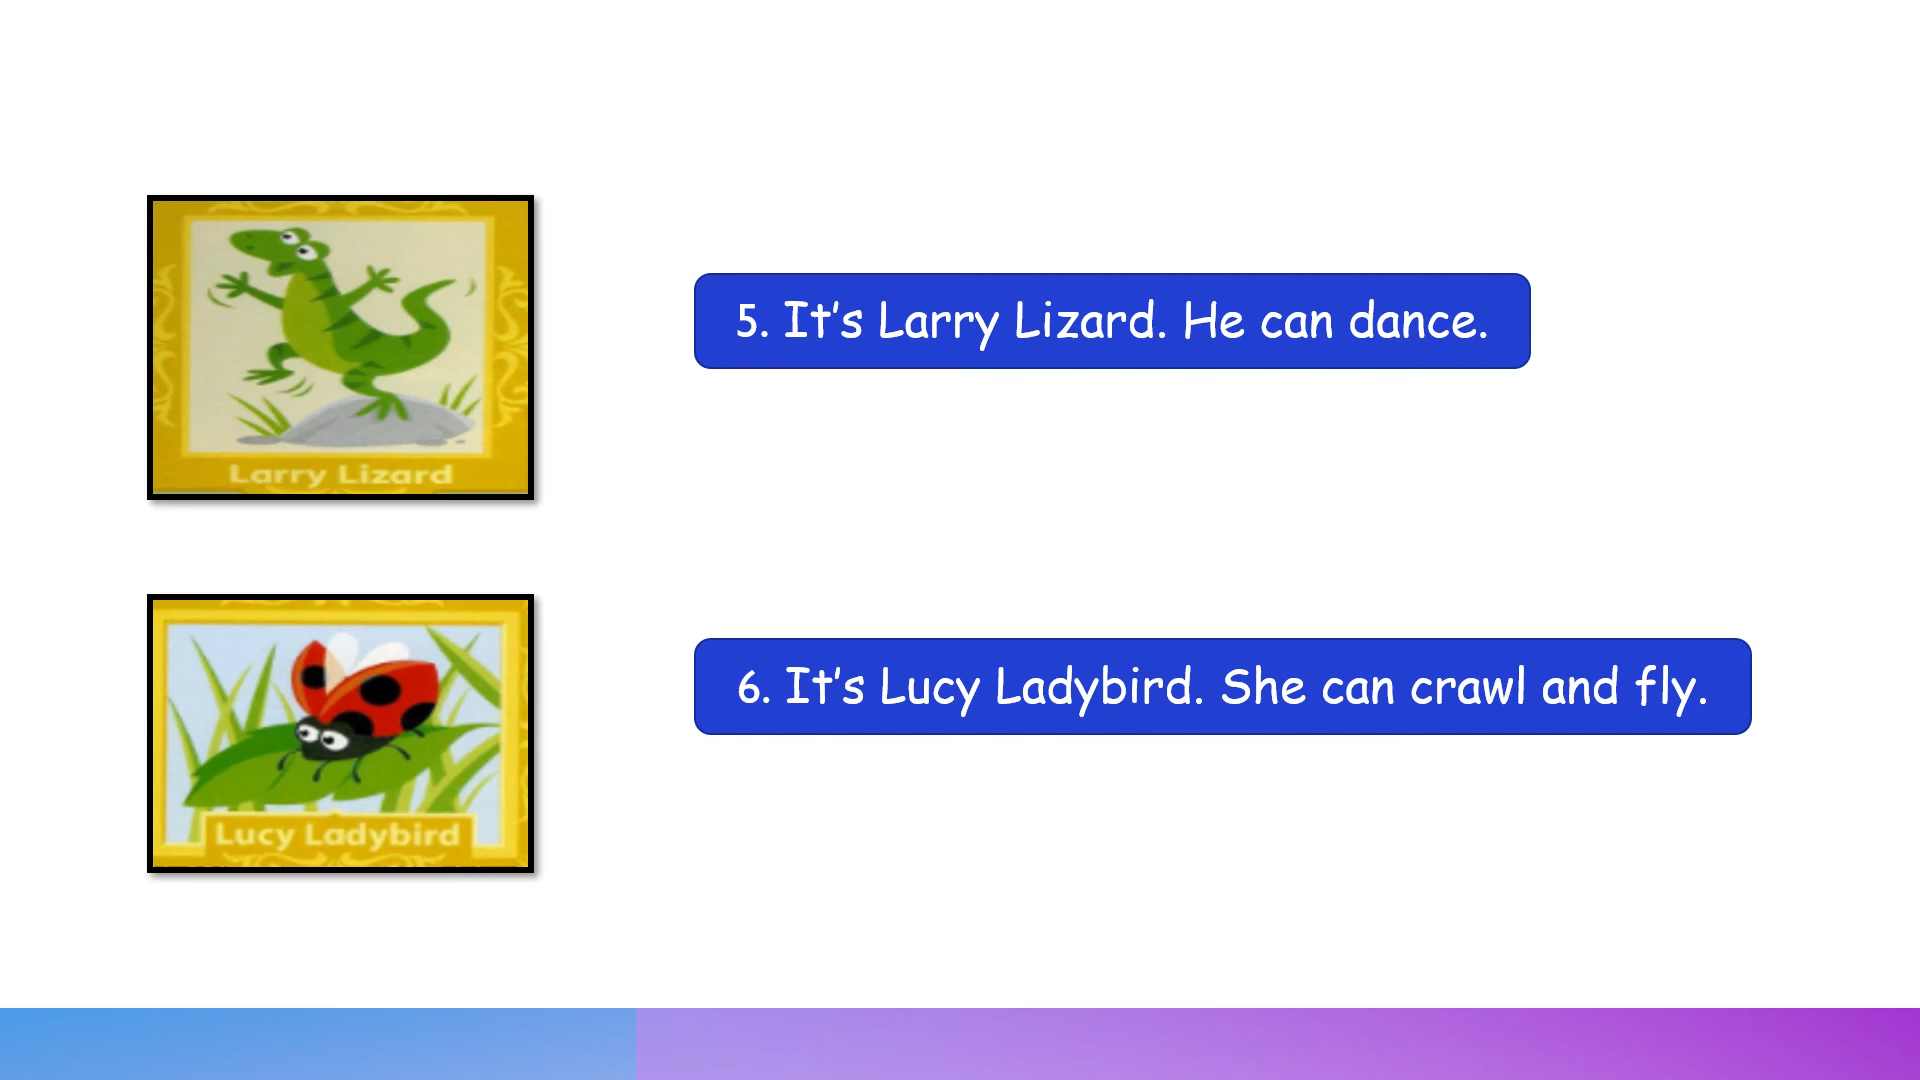 Larry Lizard
5. It's Larry Lizard. He can dance.
Lucy Ladybird
6. It's Lucy Ladybird. She can crawl and fly.